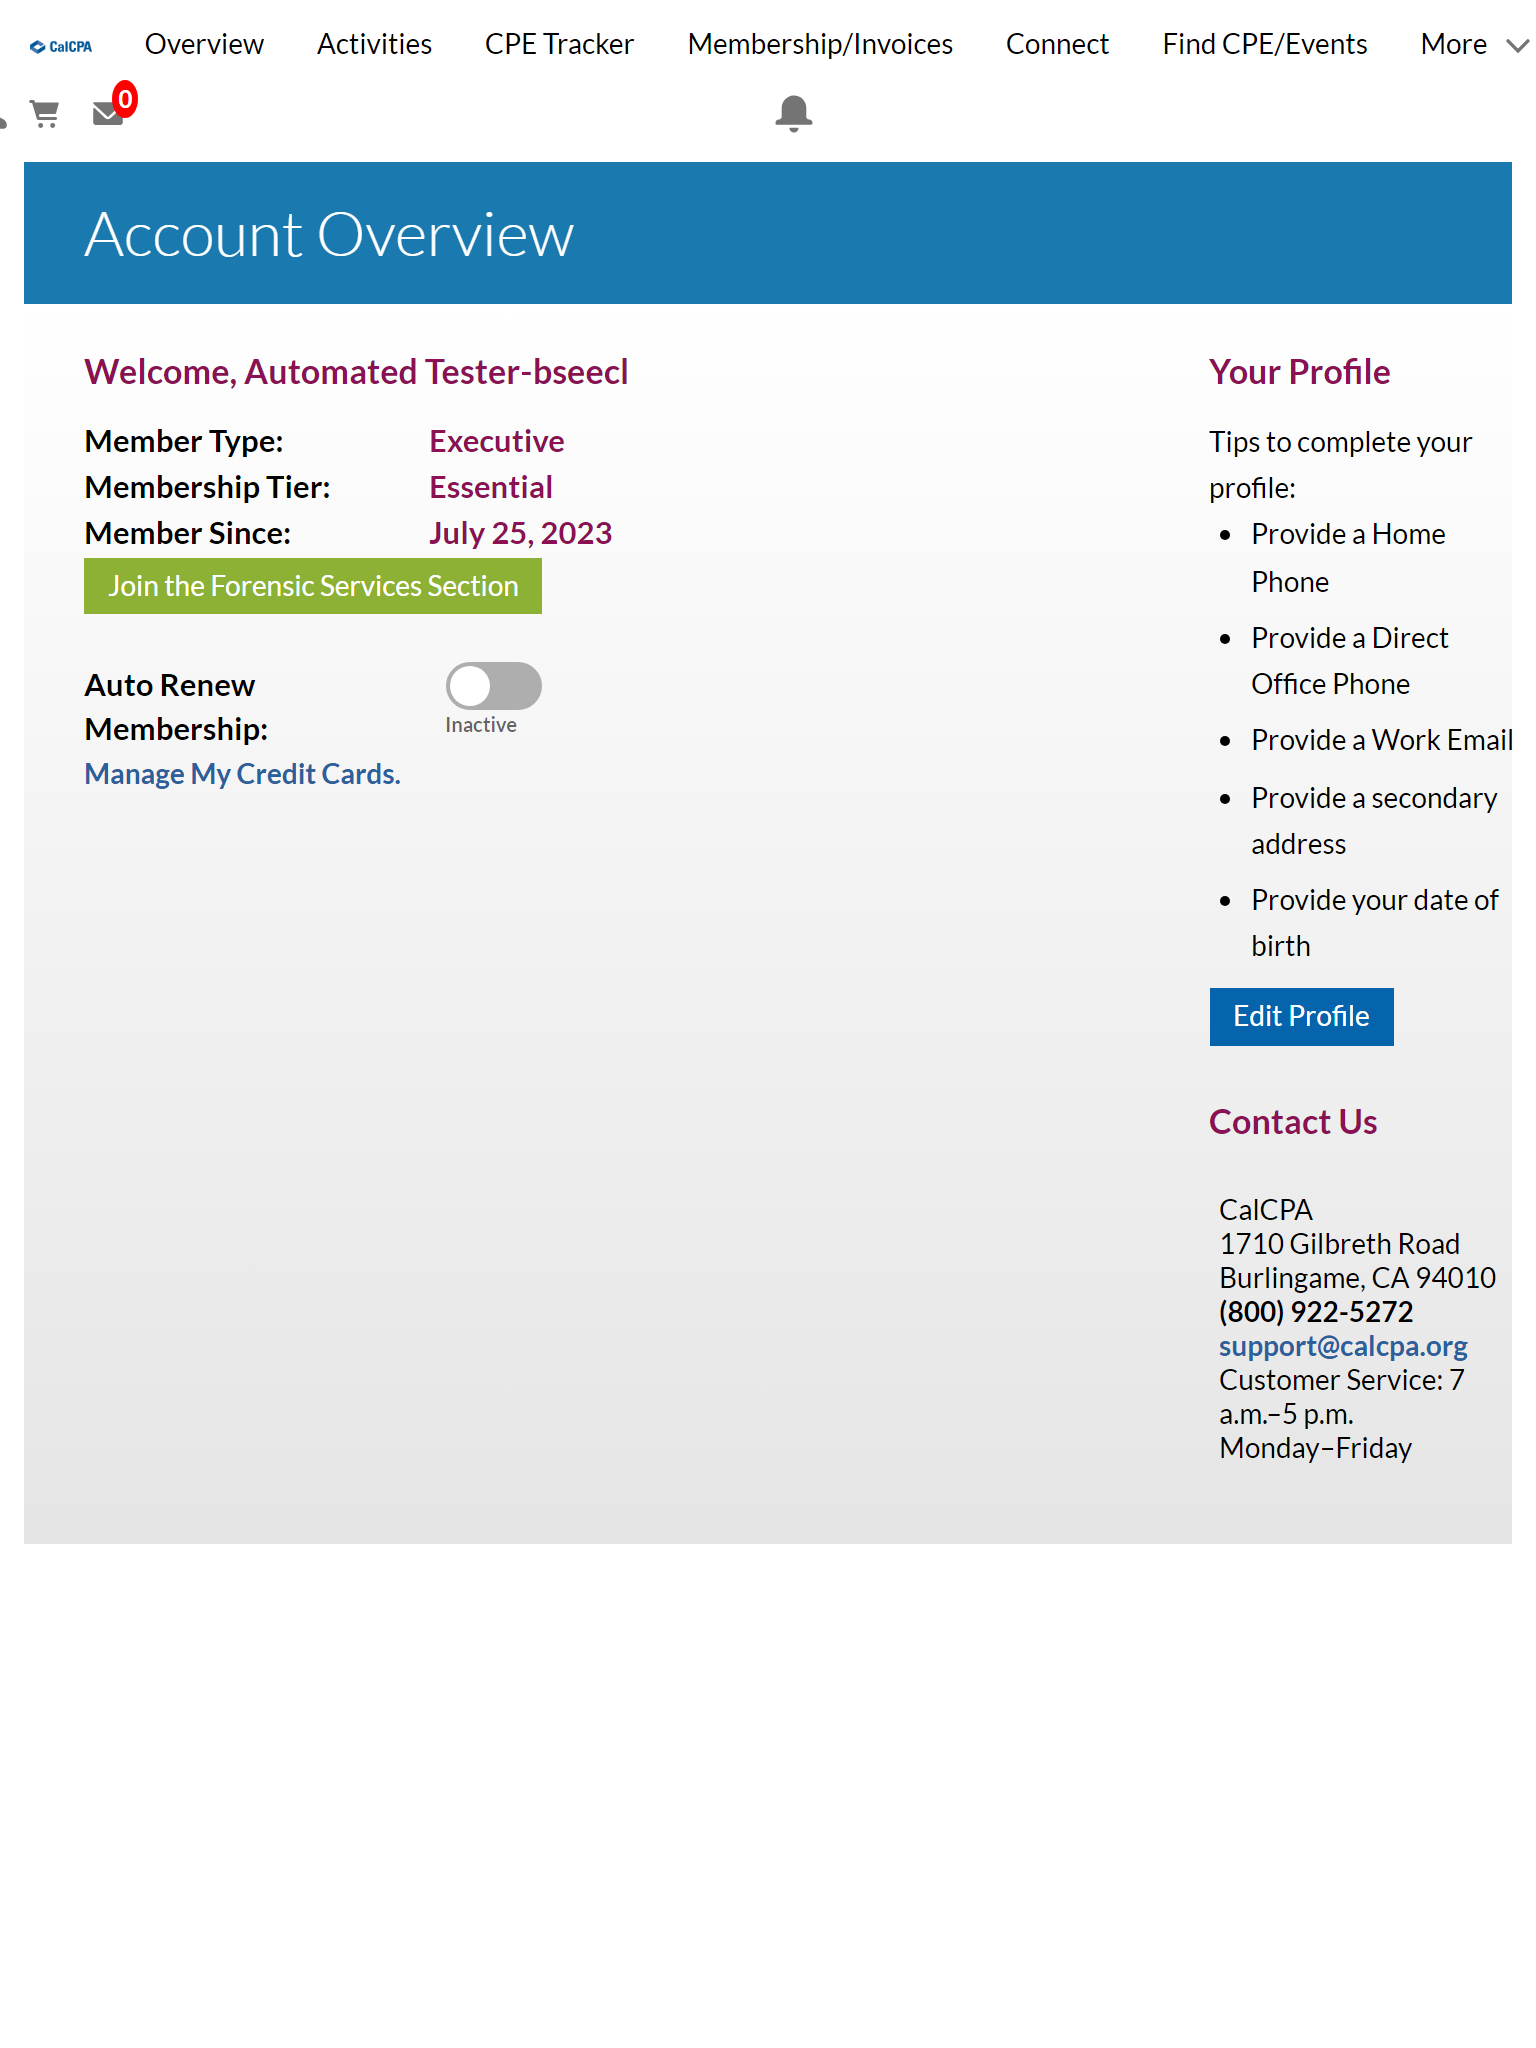 CalCPA Overview Activities CPE Tracker Membership/Invoices Connect Find CPE/Events More
0
Account Overview
Welcome, Automated Tester-bseecl
Member Type: Executive
Membership Tier: Essential
Member Since: July 25, 2023
Join the Forensic Services Section
Auto Renew
Membership:
Inactive
Manage My Credit Cards.
Your Profile
Tips to complete your
profile:
• Provide a Home
Phone
• Provide a Direct
Office Phone
• Provide a Work Email
• Provide a secondary
address
• Provide your date of
birth
Edit Profile
Contact Us
CalCPA
1710 Gilbreth Road
Burlingame, CA 94010
(800) 922-5272
support@calcpa.org
Customer Service: 7
a.m.–5 p.m.
Monday–Friday